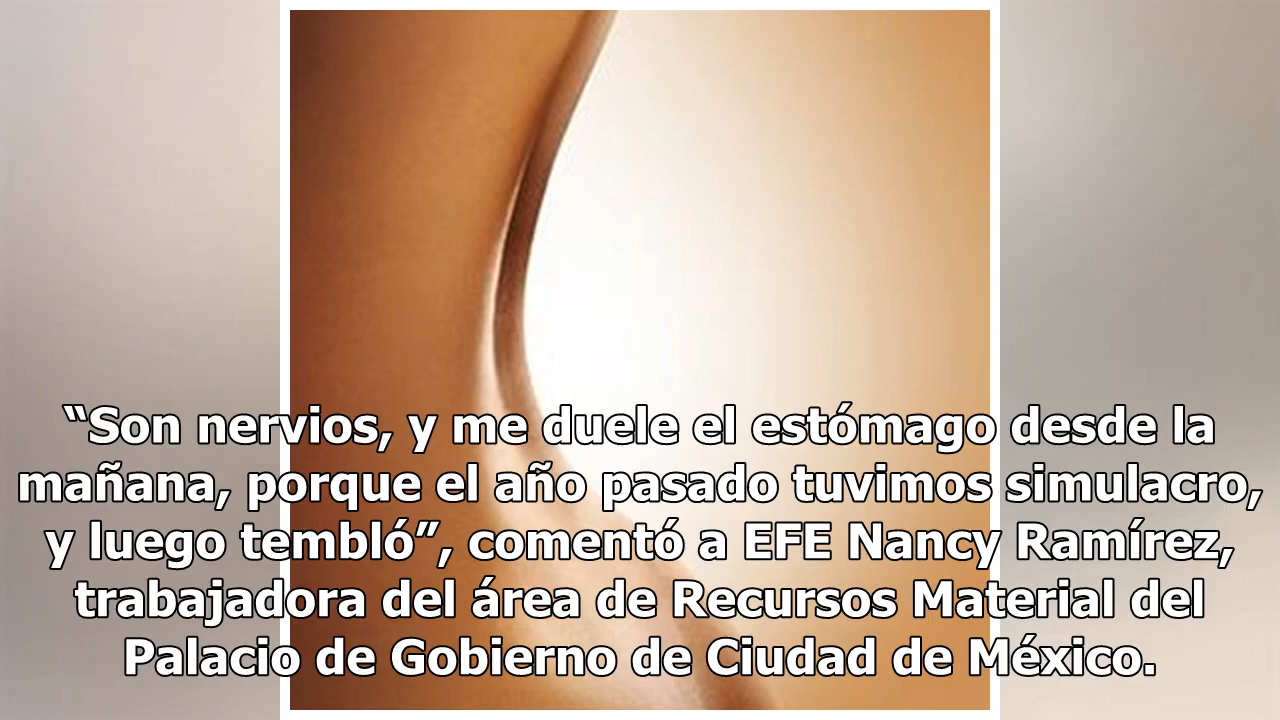 “Son nervios, y me duele el estómago desde la
mañana, porque el año pasado tuvimos simulacro,
y luego tembló”, comentó a EFE Nancy Ramírez,
trabajadora del área de Recursos Material del
Palacio de Gobierno de Ciudad de México.